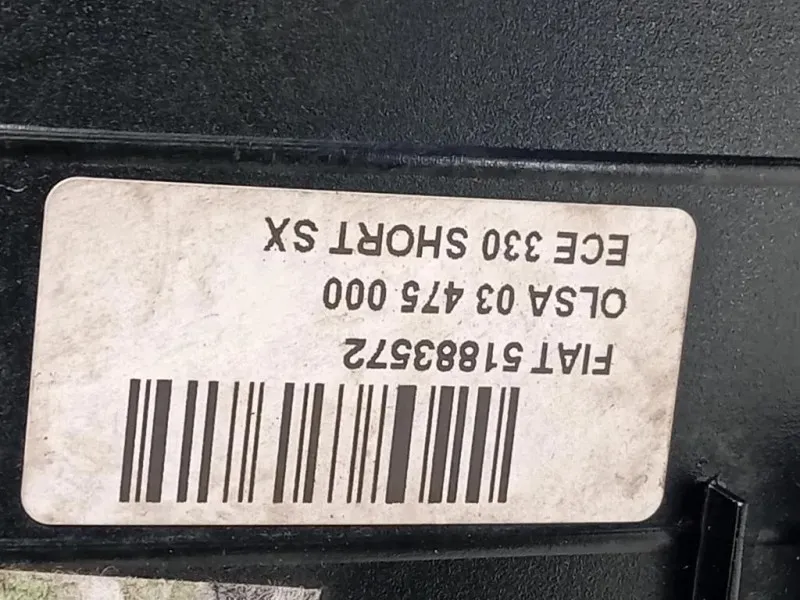 FIAT 51883572
OLSA 03 475 000
ECE 330 SHORT SX